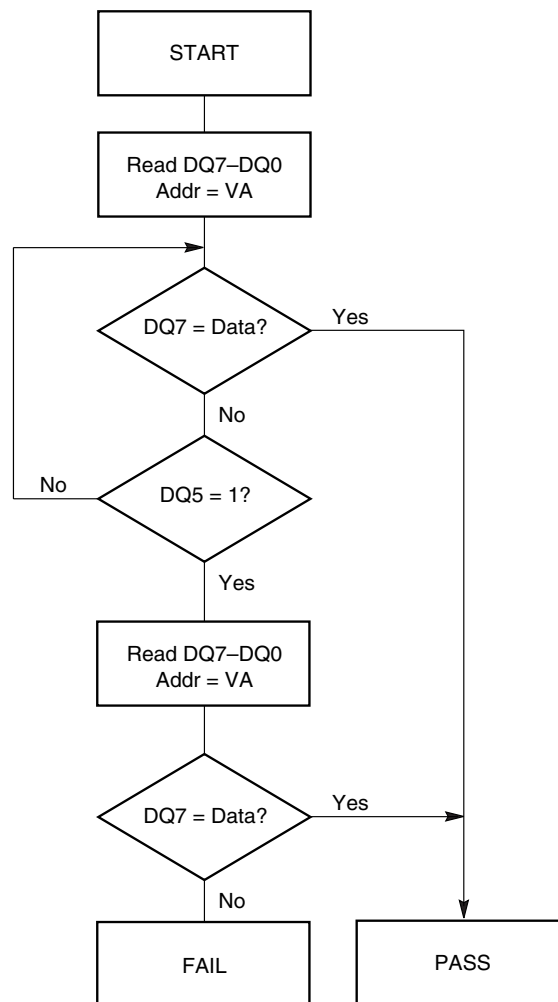 START
Read DQ7–DQ0
Addr = VA
DQ7 = Data?
Yes
No
DQ5 = 1?
No
Yes
Read DQ7–DQ0
Addr = VA
DQ7 = Data?
Yes
No
FAIL
PASS